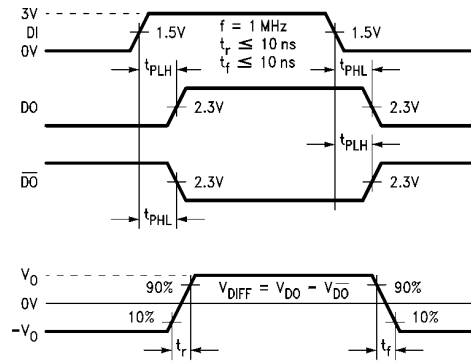 3V
DI
0V
1.5V
f = 1 MHz
tr ≤ 10 ns
tf ≤ 10 ns
1.5V
tPLH
tPHL
DO
2.3V
2.3V
tPLH
D̅O̅
2.3V
2.3V
tPHL
VO
90%
VDIFF = VDO − VD̅O̅
90%
0V
10%
10%
−VO
tr
tf